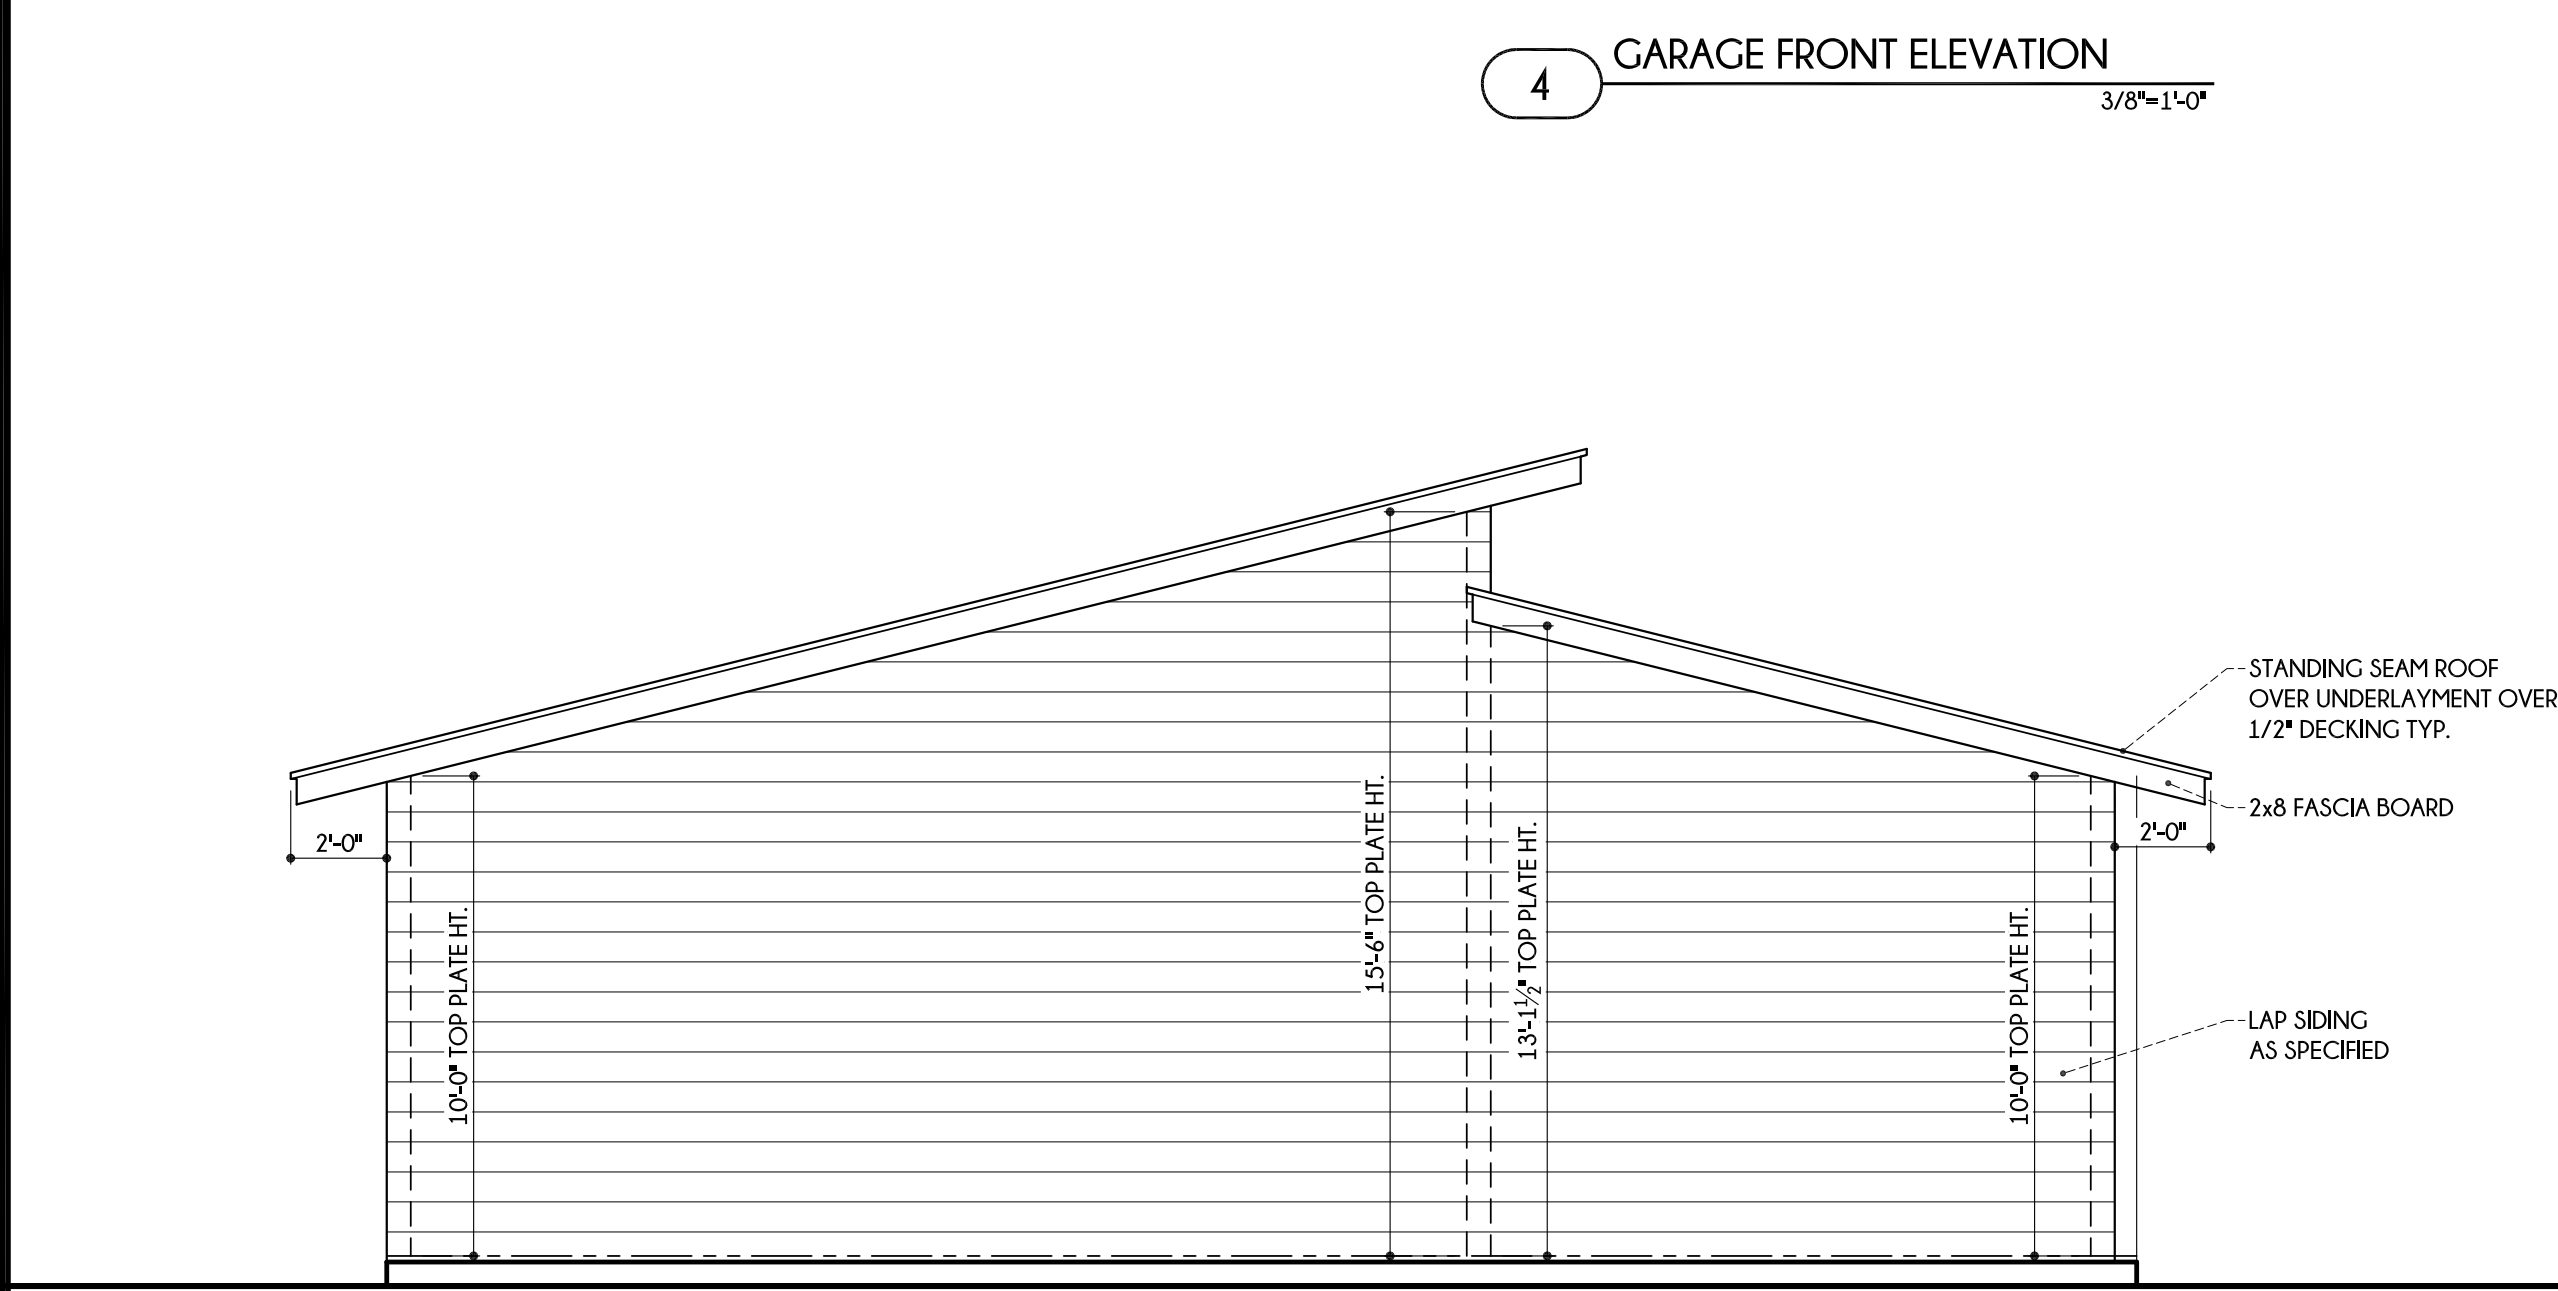 4
GARAGE FRONT ELEVATION
3/8"=1'-0"
STANDING SEAM ROOF
OVER UNDERLAYMENT OVER
1/2" DECKING TYP.
2x8 FASCIA BOARD
2'-0"
2'-0"
10'-0" TOP PLATE HT.
15'-6" TOP PLATE HT.
13'-1½" TOP PLATE HT.
10'-0" TOP PLATE HT.
LAP SIDING
AS SPECIFIED